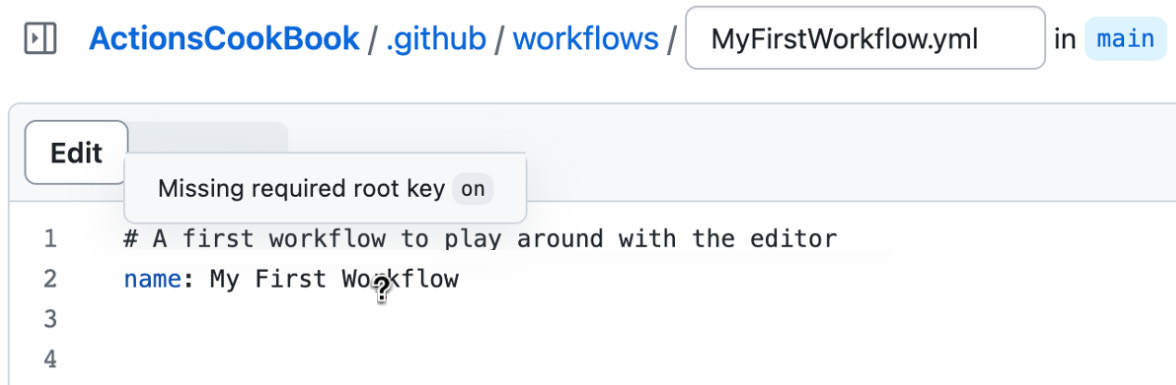 ActionsCookBook / .github / workflows / MyFirstWorkflow.yml in main
Edit
Missing required root key on
1 # A first workflow to play around with the editor
2 name: My First Workflow
3
4